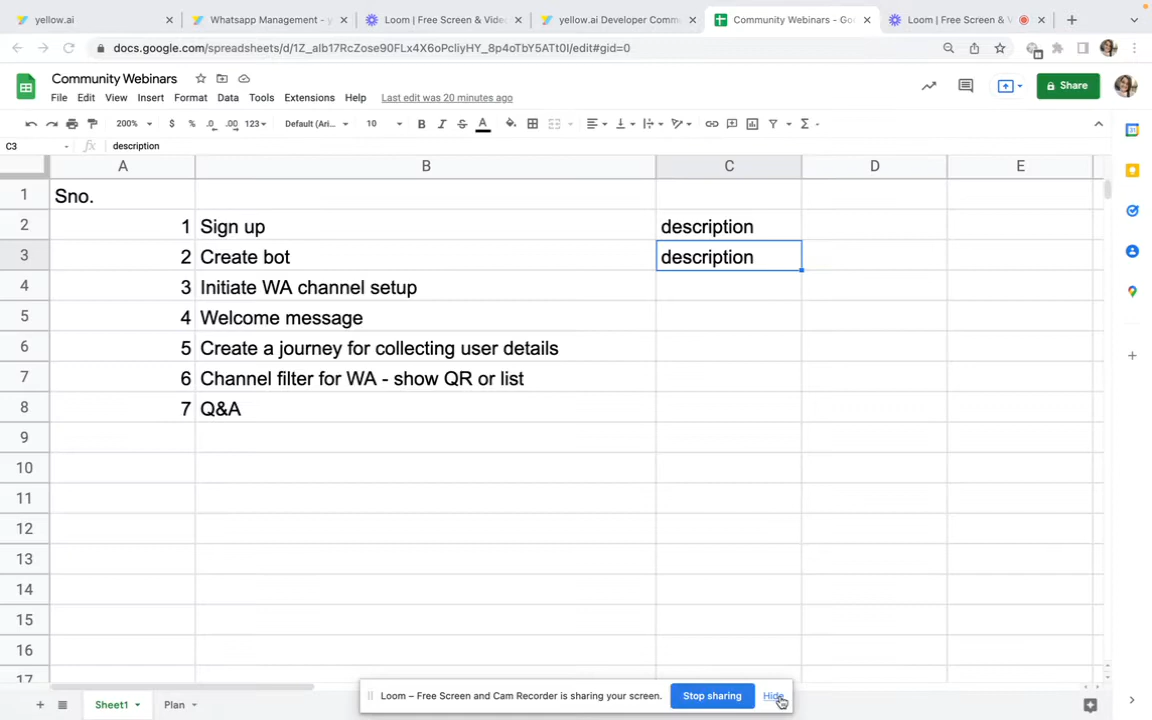 yellow.ai
Whatsapp Management - y
Loom | Free Screen & Video
yellow.ai Developer Comm
Community Webinars - Goo
Loom | Free Screen & V
docs.google.com/spreadsheets/d/1Z_aIb17RcZose90FLx4X6oPcliyHY_8p4oTbY5ATt0I/edit#gid=0
Community Webinars
File Edit View Insert Format Data Tools Extensions Help Last edit was 20 minutes ago
Share
200% $ % .0 .00 123 Default (Ari... 10 B I S A
C3 fx description
A B C D E
1 Sno.
2 1 Sign up description
3 2 Create bot description
4 3 Initiate WA channel setup
5 4 Welcome message
6 5 Create a journey for collecting user details
7 6 Channel filter for WA - show QR or list
8 7 Q&A
9
10
11
12
13
14
15
16
17
Loom – Free Screen and Cam Recorder is sharing your screen. Stop sharing Hide
Sheet1 Plan